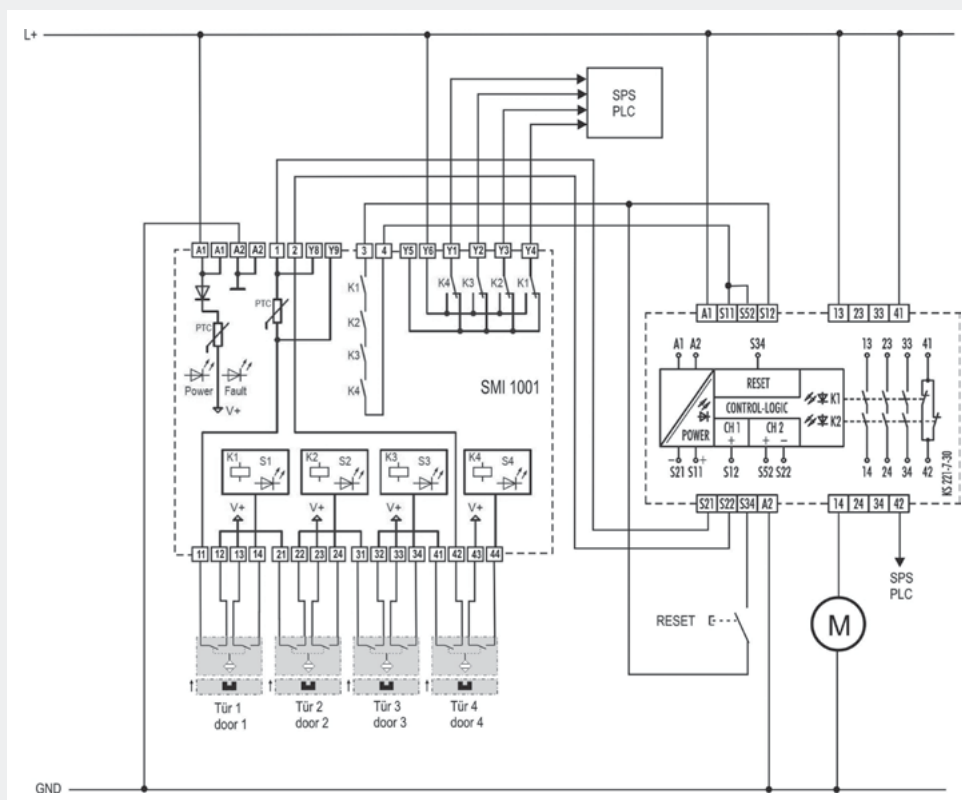 L+
SPS
PLC
A1 A1 A2 A2 1 2 Y8 Y9 3 4 Y5 Y6 Y1 Y2 Y3 Y4
K1
K2
K3
K4
K4 K3 K2 K1
PTC
PTC
Power Fault
V+
SMI 1001
K1 S1 K2 S2 K3 S3 K4 S4
V+ V+ V+ V+
11 12 13 14 21 22 23 24 31 32 33 34 41 42 43 44
Tür 1
door 1
Tür 2
door 2
Tür 3
door 3
Tür 4
door 4
A1 S11 S52 S12 13 23 33 41
A1 A2 S34 13 23 33 41
RESET
CONTROL-LOGIC
POWER
CH 1 CH 2
+ + −
K1
K2
− S21 S11 + S12 S52 S22 14 24 34 42
KS 221-7-30
S21 S22 S34 A2 14 24 34 42
SPS
PLC
RESET
M
GND